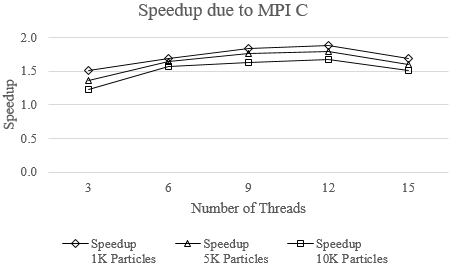 Speedup due to MPI C
2.0
1.5
1.0
0.5
0.0
Speedup
3 6 9 12 15
Number of Threads
Speedup Speedup Speedup
1K Particles 5K Particles 10K Particles